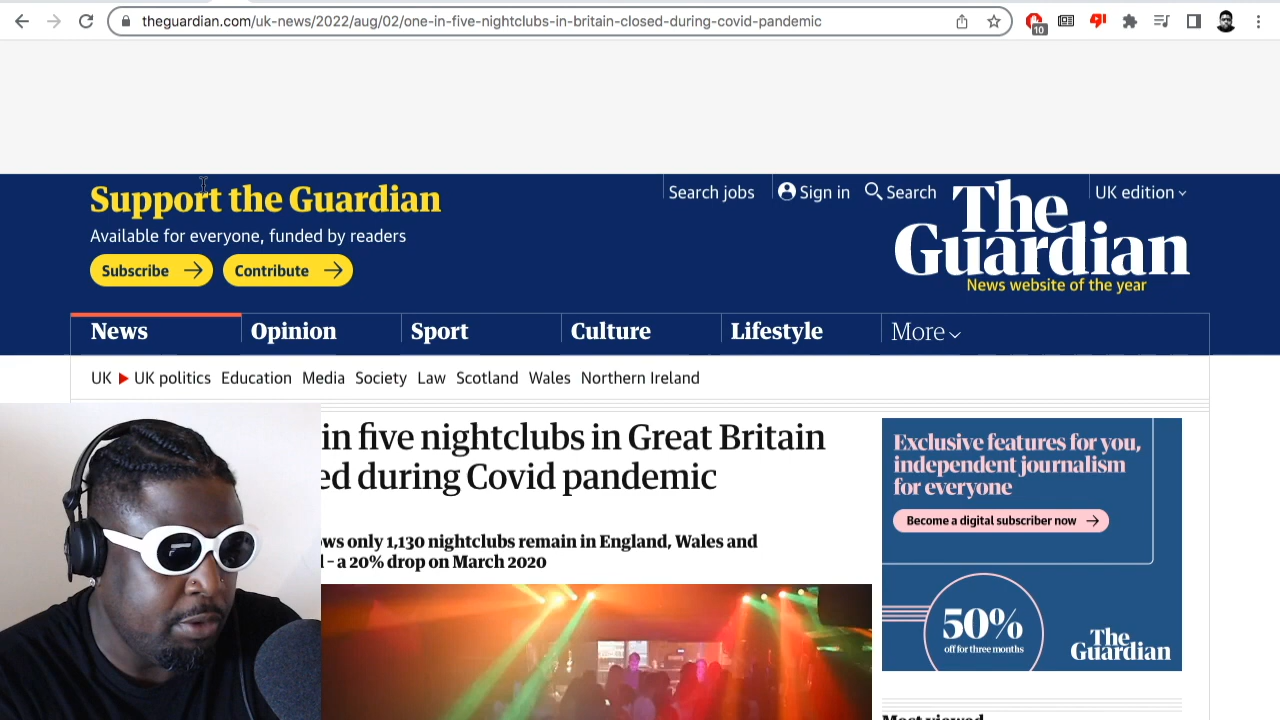 theguardian.com/uk-news/2022/aug/02/one-in-five-nightclubs-in-britain-closed-during-covid-pandemic
10
Support the Guardian
Available for everyone, funded by readers
Subscribe
Contribute
Search jobs
Sign in
Search
UK edition
The
Guardian
News website of the year
News
Opinion
Sport
Culture
Lifestyle
More
UK
UK politics
Education
Media
Society
Law
Scotland
Wales
Northern Ireland
in five nightclubs in Great Britain
ed during Covid pandemic
ws only 1,130 nightclubs remain in England, Wales and
– a 20% drop on March 2020
Exclusive features for you,
independent journalism
for everyone
Become a digital subscriber now
50%
off for three months
The
Guardian
Most viewed